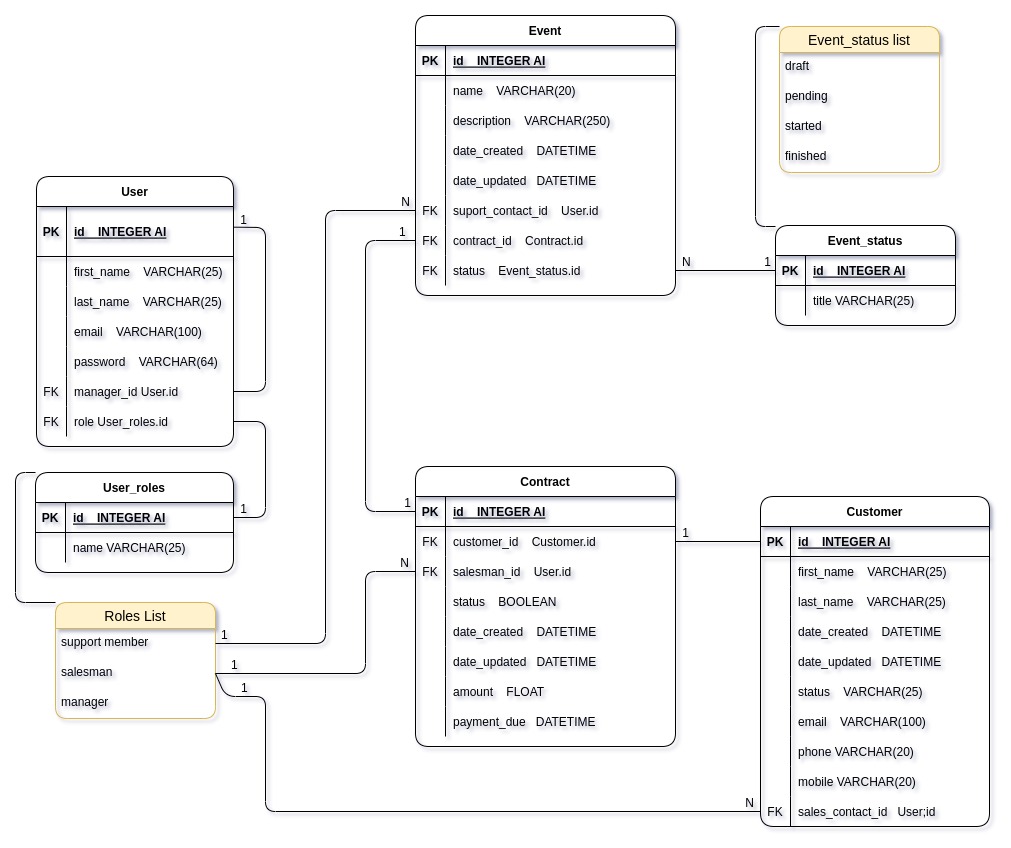 Event
PK id INTEGER AI
name VARCHAR(20)
description VARCHAR(250)
date_created DATETIME
date_updated DATETIME
FK suport_contact_id User.id
FK contract_id Contract.id
FK status Event_status.id
N
1
N
1
Event_status list
draft
pending
started
finished
Event_status
PK id INTEGER AI
title VARCHAR(25)
User
PK id INTEGER AI
first_name VARCHAR(25)
last_name VARCHAR(25)
email VARCHAR(100)
password VARCHAR(64)
FK manager_id User.id
FK role User_roles.id
1
User_roles
PK id INTEGER AI
name VARCHAR(25)
1
Roles List
support member
salesman
manager
1
1
1
Contract
PK id INTEGER AI
FK customer_id Customer.id
FK salesman_id User.id
status BOOLEAN
date_created DATETIME
date_updated DATETIME
amount FLOAT
payment_due DATETIME
1
N
1
Customer
PK id INTEGER AI
first_name VARCHAR(25)
last_name VARCHAR(25)
date_created DATETIME
date_updated DATETIME
status VARCHAR(25)
email VARCHAR(100)
phone VARCHAR(20)
mobile VARCHAR(20)
FK sales_contact_id User;id
N